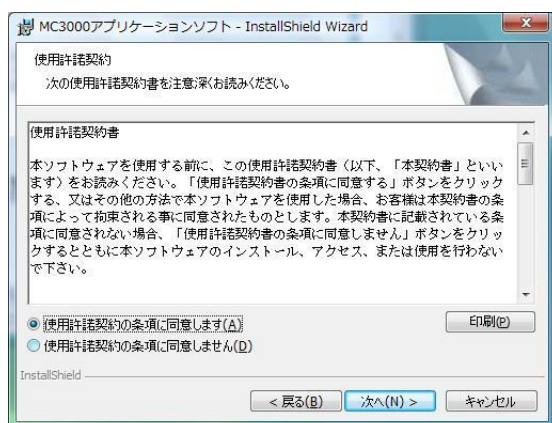 MC3000アプリケーションソフト - InstallShield Wizard
使用許諾契約
次の使用許諾契約書を注意深くお読みください。
使用許諾契約書
本ソフトウェアを使用する前に、この使用許諾契約書（以下、「本契約書」といい
ます）をお読みください。「使用許諾契約書の条項に同意する」ボタンをクリック
する、又はその他の方法で本ソフトウェアを使用した場合、お客様は本契約書の条
項によって拘束される事に同意されたものとします。本契約書に記載されている条
項に同意されない場合、「使用許諾契約書の条項に同意しません」ボタンをクリッ
クするとともに本ソフトウェアのインストール、アクセス、または使用を行わない
で下さい。
使用許諾契約の条項に同意します(A)
印刷(P)
使用許諾契約の条項に同意しません(D)
InstallShield
< 戻る(B)
次へ(N) >
キャンセル